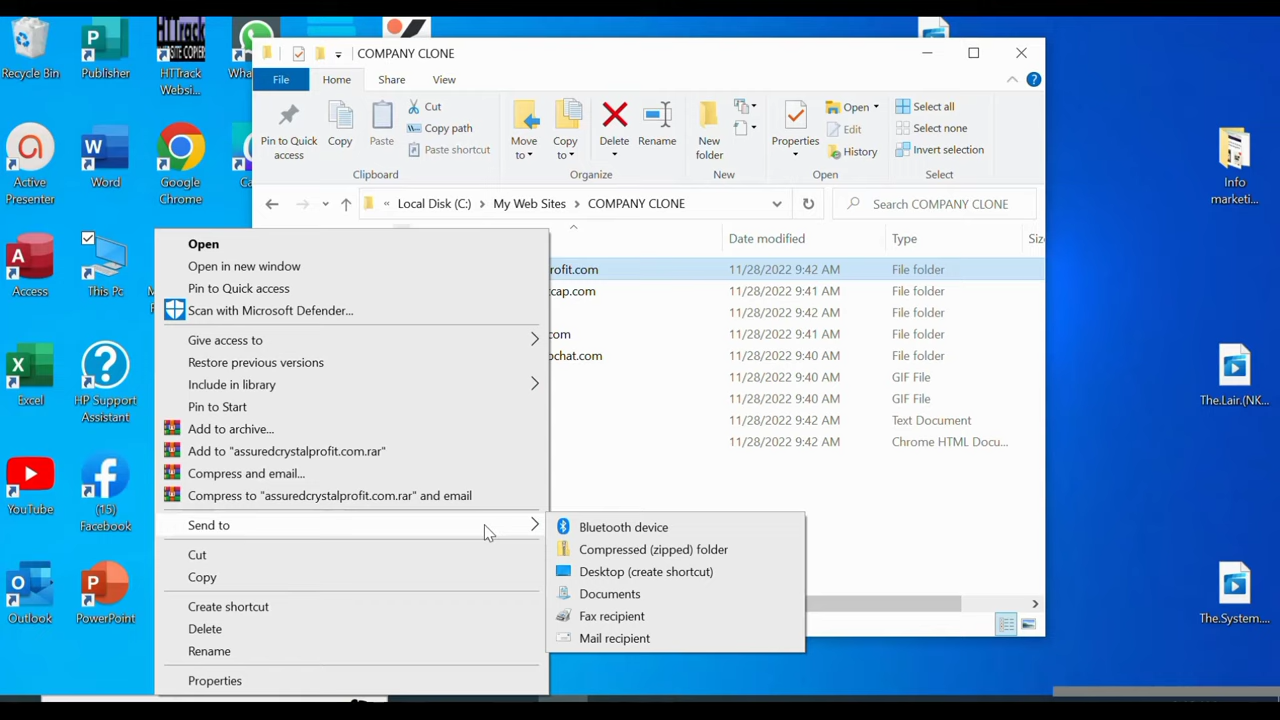 HTTrack
WEBSITE COPIER
Recycle Bin
Publisher
HTTrack
Websi...
Wha
Active
Presenter
Word
Google
Chrome
Ca
Access
This Pc
M
F
Excel
HP Support
Assistant
YouTube
(15)
Facebook
Outlook
PowerPoint
COMPANY CLONE
File
Home
Share
View
Pin to Quick
access
Copy
Paste
Cut
Copy path
Paste shortcut
Clipboard
Move
to
Copy
to
Delete
Rename
Organize
New
folder
New
Properties
Open
Edit
History
Open
Select all
Select none
Invert selection
Select
« Local Disk (C:) > My Web Sites > COMPANY CLONE
Search COMPANY CLONE
Date modified
Type
Siz
rofit.com 11/28/2022 9:42 AM File folder
cap.com 11/28/2022 9:41 AM File folder
11/28/2022 9:42 AM File folder
com 11/28/2022 9:41 AM File folder
chat.com 11/28/2022 9:40 AM File folder
11/28/2022 9:40 AM GIF File
11/28/2022 9:40 AM GIF File
11/28/2022 9:42 AM Text Document
11/28/2022 9:42 AM Chrome HTML Docu...
Open
Open in new window
Pin to Quick access
Scan with Microsoft Defender...
Give access to
Restore previous versions
Include in library
Pin to Start
Add to archive...
Add to "assuredcrystalprofit.com.rar"
Compress and email...
Compress to "assuredcrystalprofit.com.rar" and email
Send to
Cut
Copy
Create shortcut
Delete
Rename
Properties
Bluetooth device
Compressed (zipped) folder
Desktop (create shortcut)
Documents
Fax recipient
Mail recipient
Info
marketi...
The.Lair.(NK...
The.System....